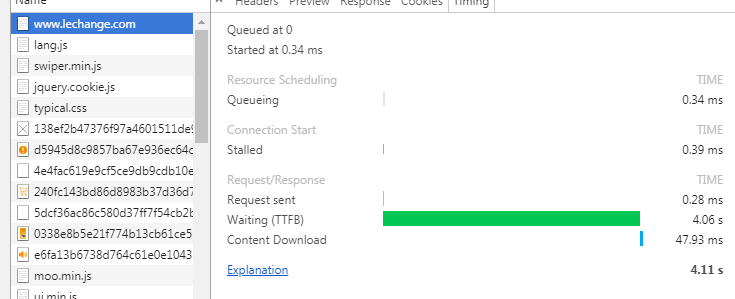 Name
Headers Preview Response Cookies Timing
www.lechange.com
lang.js
swiper.min.js
jquery.cookie.js
typical.css
138ef2b47376f97a4601511de9
d5945d8c9857ba67e936ec64c
4e4fac619e9cf5ce9db9cdb10e
240fc143bd86d8983b37d36d7
5dcf36ac86c580d37ff7f54cb2b
0338e8b5e21f774b13cb61ce5
e6fa13b6738d764c61e0e1043
moo.min.js
ui.min.js
Queued at 0
Started at 0.34 ms
Resource Scheduling TIME
Queueing 0.34 ms
Connection Start TIME
Stalled 0.39 ms
Request/Response TIME
Request sent 0.28 ms
Waiting (TTFB) 4.06 s
Content Download 47.93 ms
Explanation 4.11 s